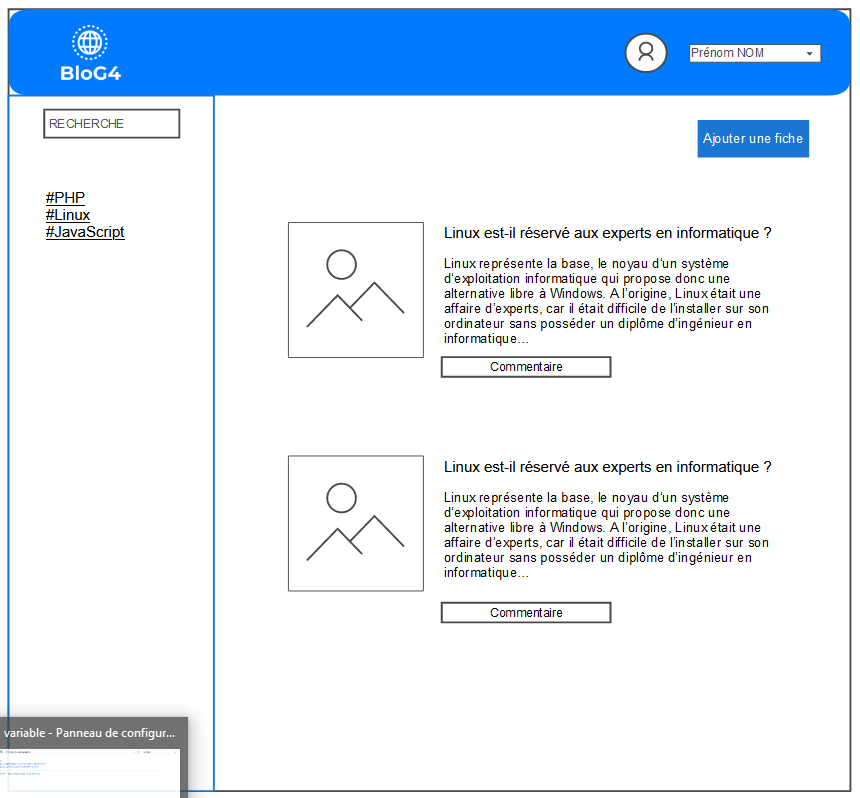 BloG4
Prénom NOM
RECHERCHE
Ajouter une fiche
#PHP
#Linux
#JavaScript
Linux est-il réservé aux experts en informatique ?
Linux représente la base, le noyau d'un système
d'exploitation informatique qui propose donc une
alternative libre à Windows. A l'origine, Linux était une
affaire d'experts, car il était difficile de l'installer sur son
ordinateur sans posséder un diplôme d'ingénieur en
informatique…
Commentaire
Linux est-il réservé aux experts en informatique ?
Linux représente la base, le noyau d'un système
d'exploitation informatique qui propose donc une
alternative libre à Windows. A l'origine, Linux était une
affaire d'experts, car il était difficile de l'installer sur son
ordinateur sans posséder un diplôme d'ingénieur en
informatique…
Commentaire
variable - Panneau de configur...